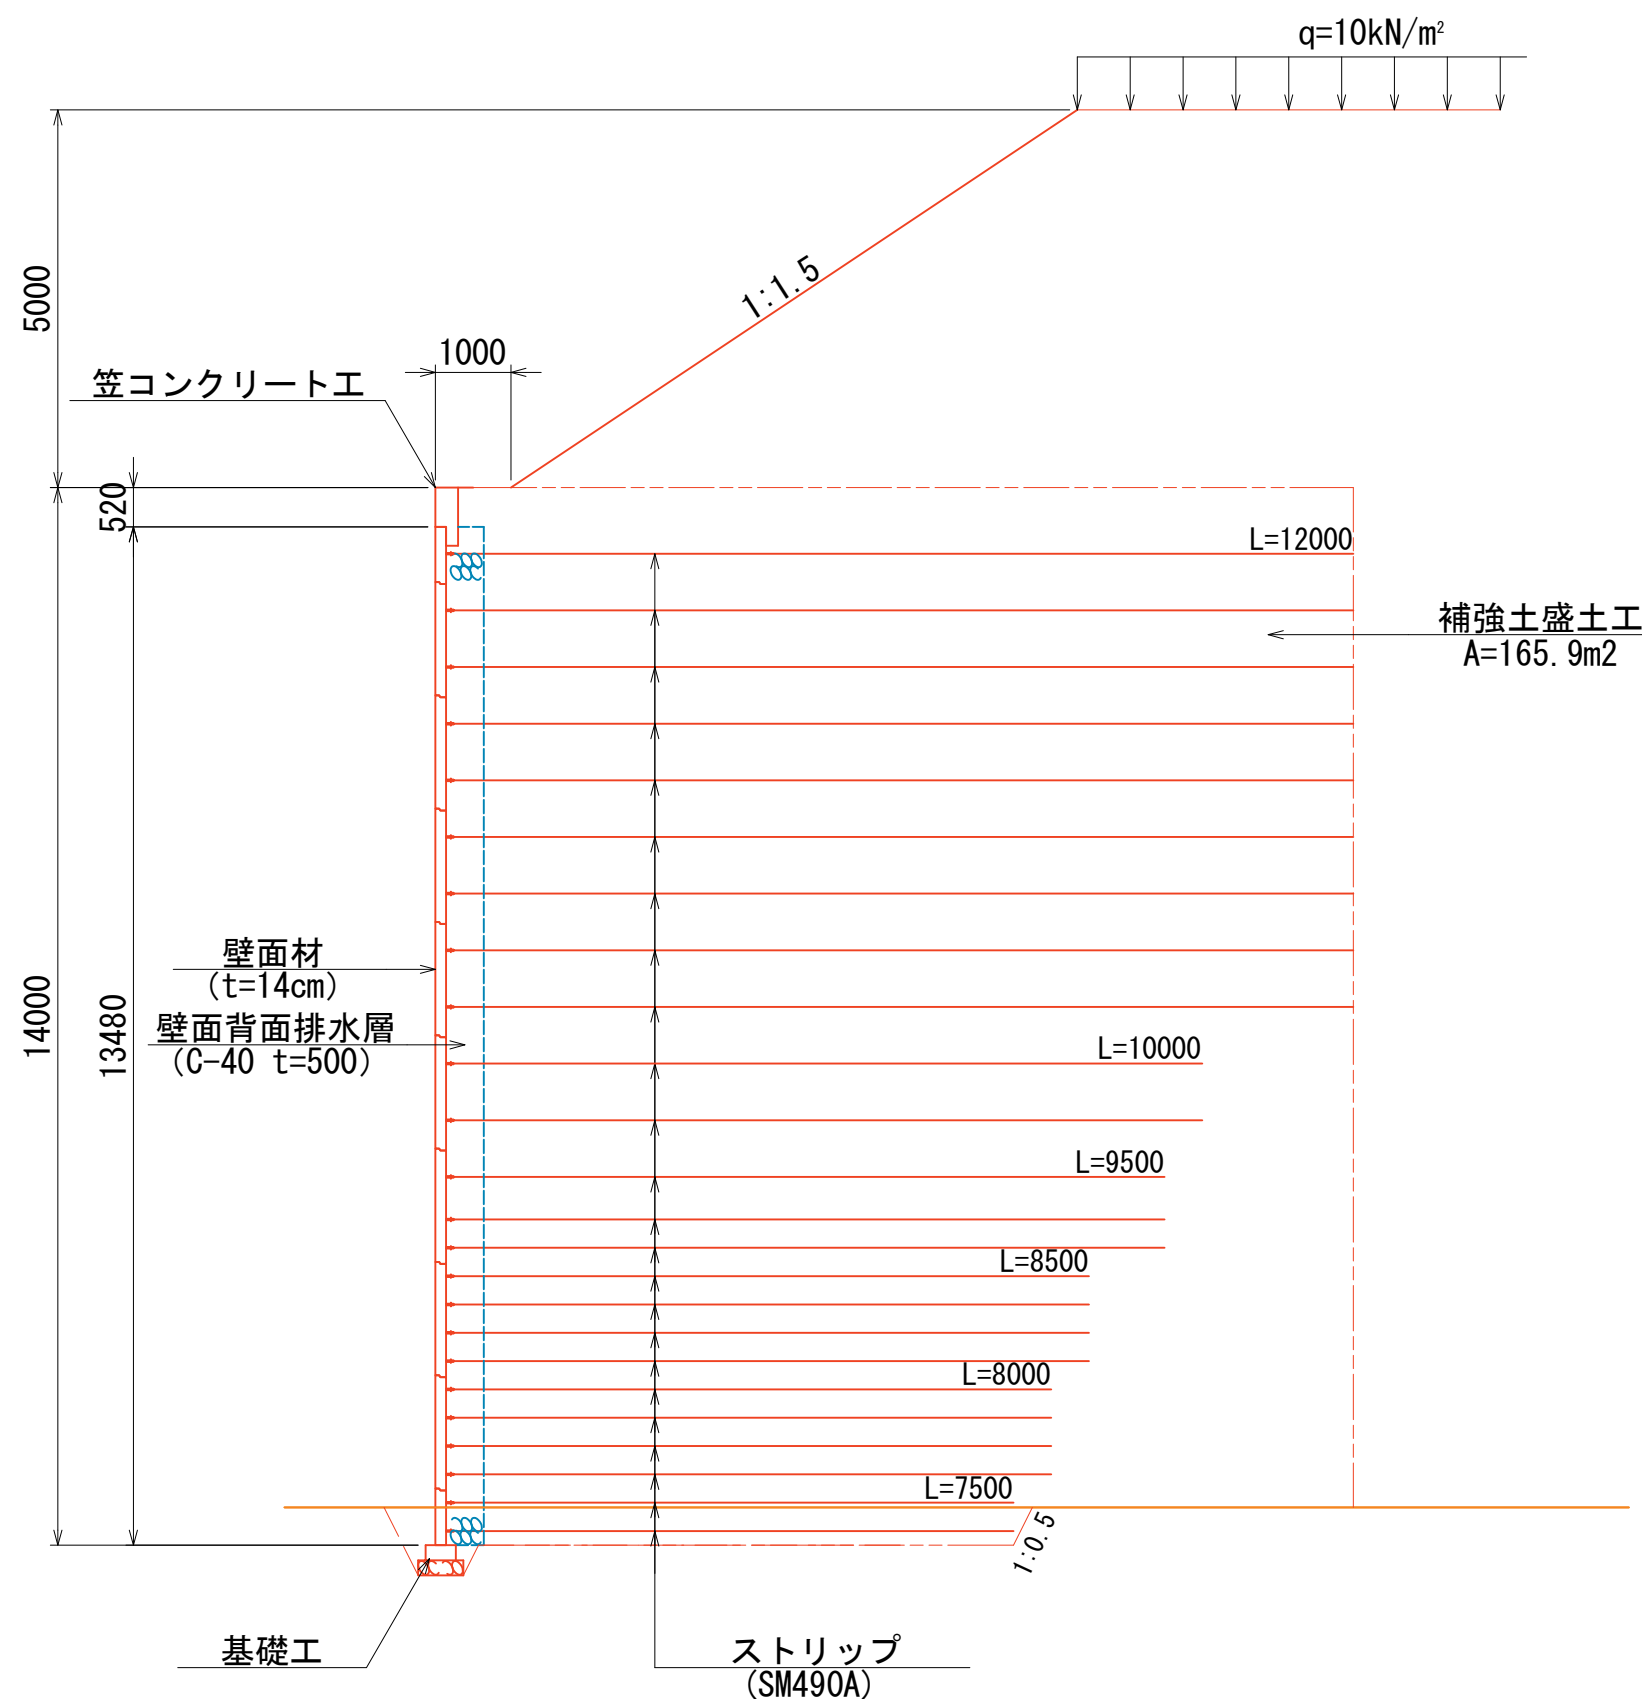 q=10kN/m²
5000
1:1.5
1000
笠コンクリート工
520
L=12000
補強土盛土工
A=165.9m2
壁面材
(t=14cm)
14000
13480
壁面背面排水層
(C-40 t=500)
L=10000
L=9500
L=8500
L=8000
L=7500
1:0.5
基礎工
ストリップ
(SM490A)